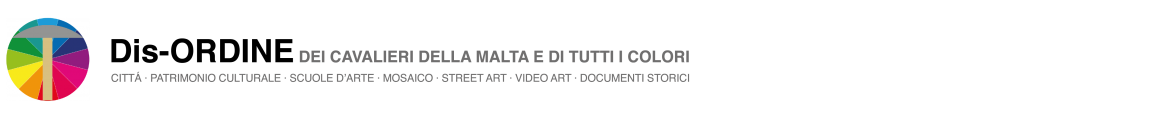 Dis-ORDINE DEI CAVALIERI DELLA MALTA E DI TUTTI I COLORI
CITTÀ · PATRIMONIO CULTURALE · SCUOLE D'ARTE · MOSAICO · STREET ART · VIDEO ART · DOCUMENTI STORICI